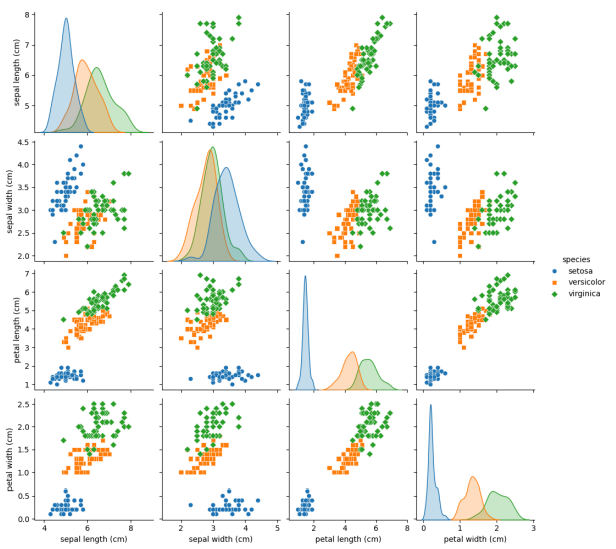 sepal length (cm)
8
7
6
5
sepal width (cm)
4.5
4.0
3.5
3.0
2.5
2.0
species
setosa
versicolor
virginica
petal length (cm)
7
6
5
4
3
2
1
petal width (cm)
2.5
2.0
1.5
1.0
0.5
0.0
4 6 8
2 3 4 5
2 4 6 8
0 1 2 3
sepal length (cm) sepal width (cm) petal length (cm) petal width (cm)